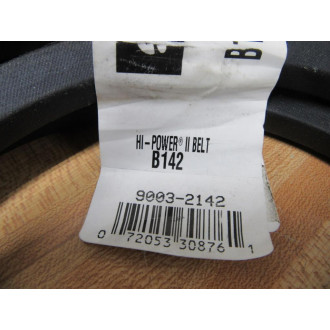 HI-POWER® II BELT
B142
9003-2142
0 72053 30876 1